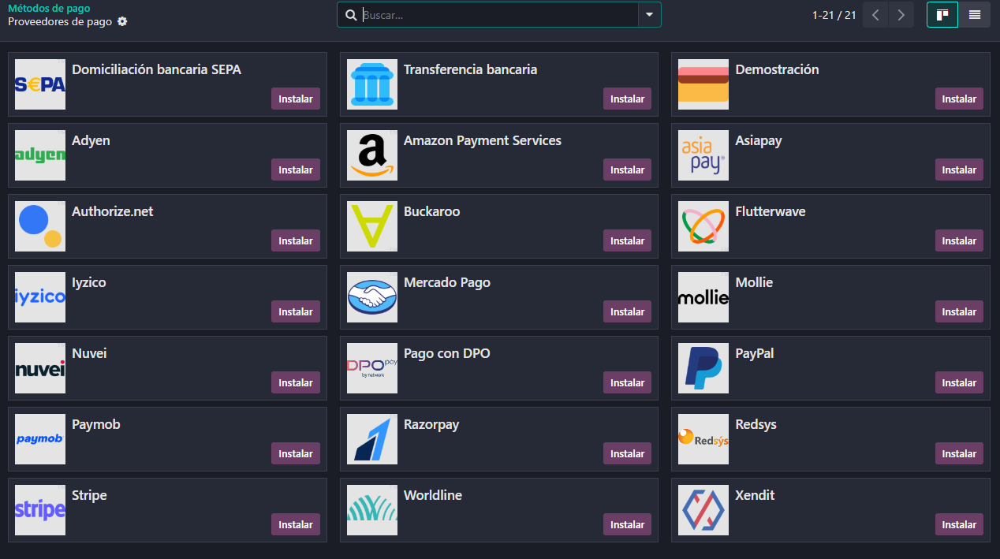 Métodos de pago
Proveedores de pago
Buscar...
1-21 / 21
SEPA
Domiciliación bancaria SEPA
Instalar
Transferencia bancaria
Instalar
Demostración
Instalar
adyen
Adyen
Instalar
a
Amazon Payment Services
Instalar
asia
pay
Asiapay
Instalar
Authorize.net
Instalar
Buckaroo
Instalar
Flutterwave
Instalar
iyzico
Iyzico
Instalar
Mercado Pago
Instalar
mollie
Mollie
Instalar
nuvei
Nuvei
Instalar
DPO pay
by network
Pago con DPO
Instalar
PayPal
Instalar
paymob
Paymob
Instalar
Razorpay
Instalar
Redsýs
Redsys
Instalar
stripe
Stripe
Instalar
Worldline
Instalar
Xendit
Instalar